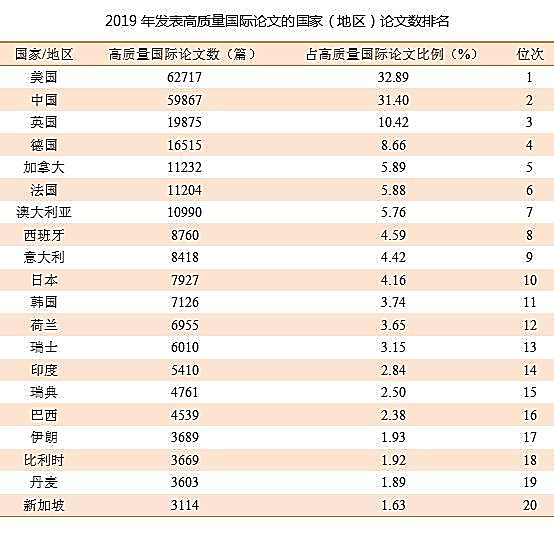 2019 年发表高质量国际论文的国家（地区）论文数排名
国家/地区 高质量国际论文数（篇） 占高质量国际论文比例（%） 位次
美国 62717 32.89 1
中国 59867 31.40 2
英国 19875 10.42 3
德国 16515 8.66 4
加拿大 11232 5.89 5
法国 11204 5.88 6
澳大利亚 10990 5.76 7
西班牙 8760 4.59 8
意大利 8418 4.42 9
日本 7927 4.16 10
韩国 7126 3.74 11
荷兰 6955 3.65 12
瑞士 6010 3.15 13
印度 5410 2.84 14
瑞典 4761 2.50 15
巴西 4539 2.38 16
伊朗 3689 1.93 17
比利时 3669 1.92 18
丹麦 3603 1.89 19
新加坡 3114 1.63 20